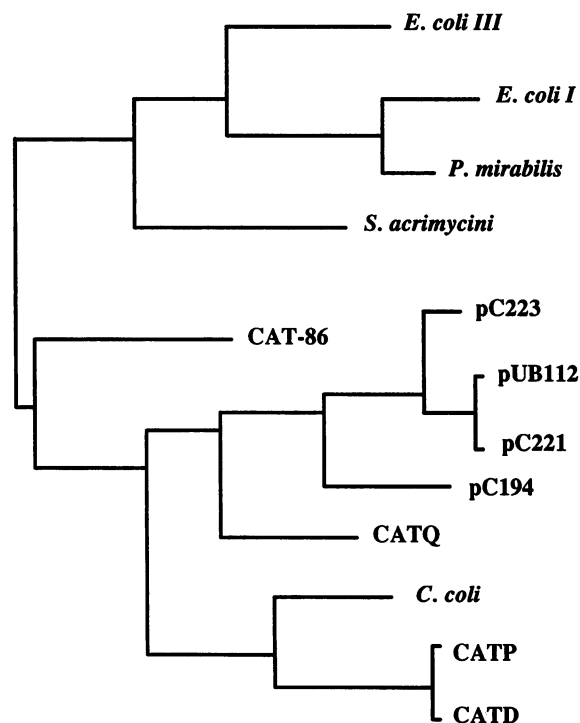 E. coli III
E. coli I
P. mirabilis
S. acrimycini
pC223
CAT-86
pUB112
pC221
pC194
CATQ
C. coli
CATP
CATD